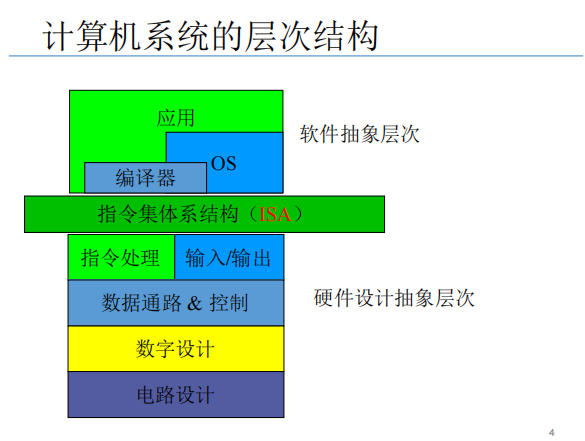 计算机系统的层次结构
应用
软件抽象层次
OS
编译器
指令集体系结构（ISA）
指令处理
输入/输出
数据通路 & 控制
硬件设计抽象层次
数字设计
电路设计
4